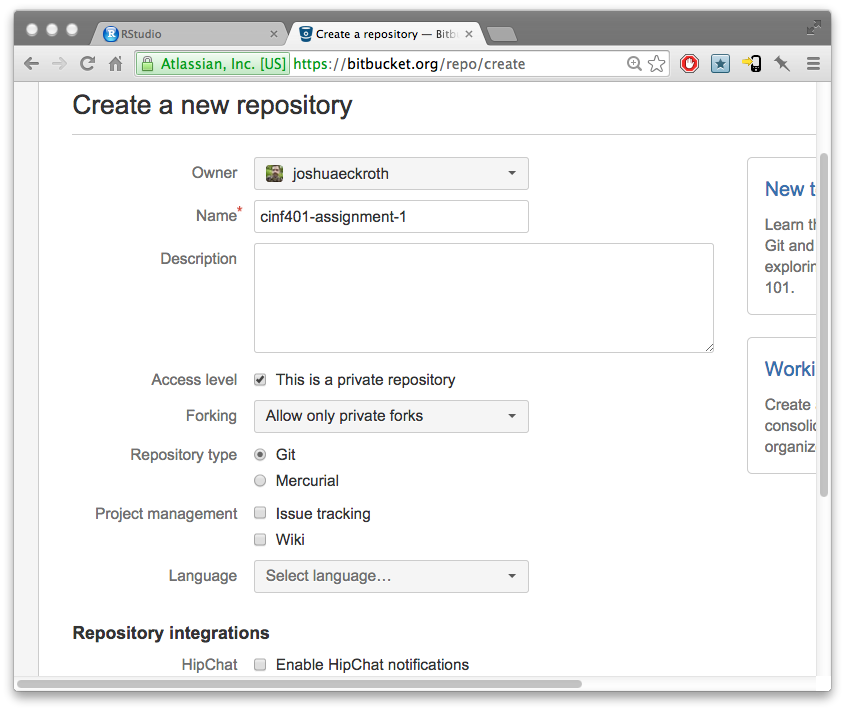 RStudio
Create a repository — Bitb
Atlassian, Inc. [US] https://bitbucket.org/repo/create
Create a new repository
Owner joshuaeckroth
Name* cinf401-assignment-1
Description
Access level This is a private repository
Forking Allow only private forks
Repository type Git
Mercurial
Project management Issue tracking
Wiki
Language Select language…
Repository integrations
HipChat Enable HipChat notifications
New t
Learn th
Git and
explorin
101.
Worki
Create
consolid
organiz